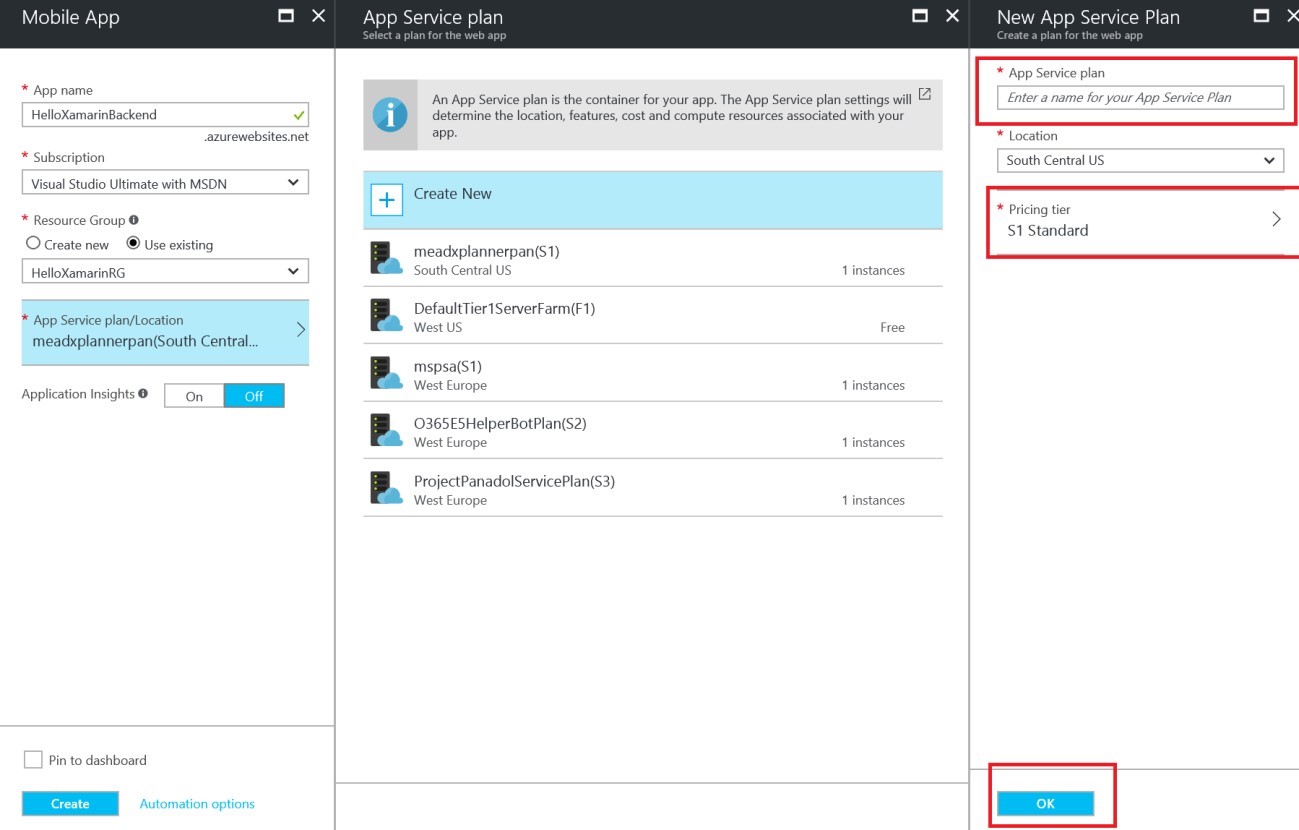 Mobile App
* App name
HelloXamarinBackend
.azurewebsites.net
* Subscription
Visual Studio Ultimate with MSDN
* Resource Group
Create new Use existing
HelloXamarinRG
* App Service plan/Location
meadxplannerpan(South Central...
Application Insights On Off
Pin to dashboard
Create Automation options
App Service plan
Select a plan for the web app
An App Service plan is the container for your app. The App Service plan settings will
determine the location, features, cost and compute resources associated with your
app.
Create New
meadxplannerpan(S1)
South Central US 1 instances
DefaultTier1ServerFarm(F1)
West US Free
mspsa(S1)
West Europe 1 instances
O365E5HelperBotPlan(S2)
West Europe 1 instances
ProjectPanadolServicePlan(S3)
West Europe 1 instances
New App Service Plan
Create a plan for the web app
* App Service plan
Enter a name for your App Service Plan
* Location
South Central US
* Pricing tier
S1 Standard
OK